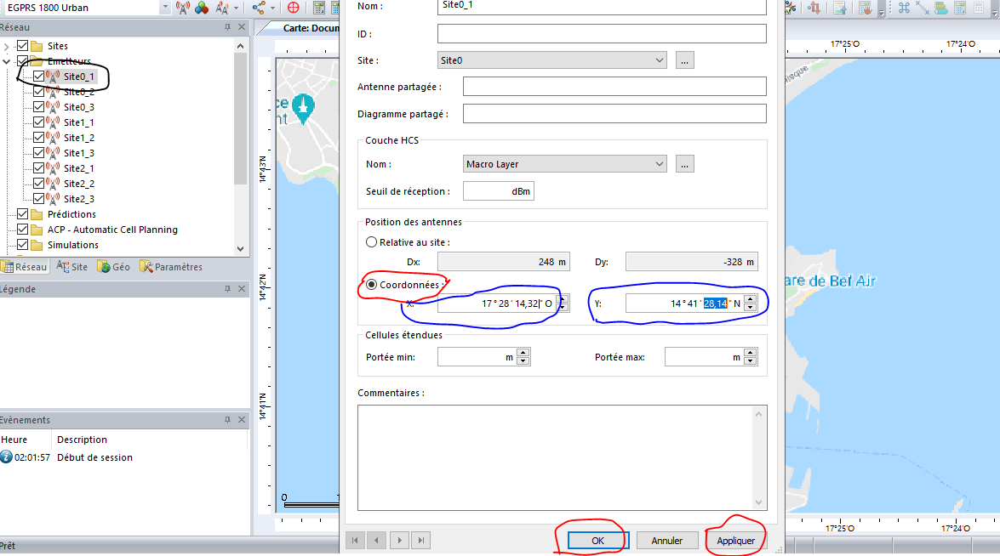 EGPRS 1800 Urban
Réseau
Sites
Emetteurs
Site0_1
Site0_2
Site0_3
Site1_1
Site1_2
Site1_3
Site2_1
Site2_2
Site2_3
Prédictions
ACP - Automatic Cell Planning
Simulations
Réseau Site Géo Paramètres
Légende
Evènements
Heure Description
02:01:57 Début de session
Prêt
Carte: Docum
14°43'N
14°42'N
14°41'N
0 1
Nom : Site0_1
ID :
Site : Site0 ...
Antenne partagée :
Diagramme partagé :
Couche HCS
Nom : Macro Layer ...
Seuil de réception : dBm
Position des antennes
Relative au site :
Dx: 248 m Dy: -328 m
Coordonnées :
X: 17 ° 28 ' 14,32" O Y: 14 ° 41 ' 28,14 " N
Cellules étendues
Portée min: m Portée max: m
Commentaires :
OK Annuler Appliquer
17°25'O 17°24'O
are de Bel Air
17°25'O 17°24'O